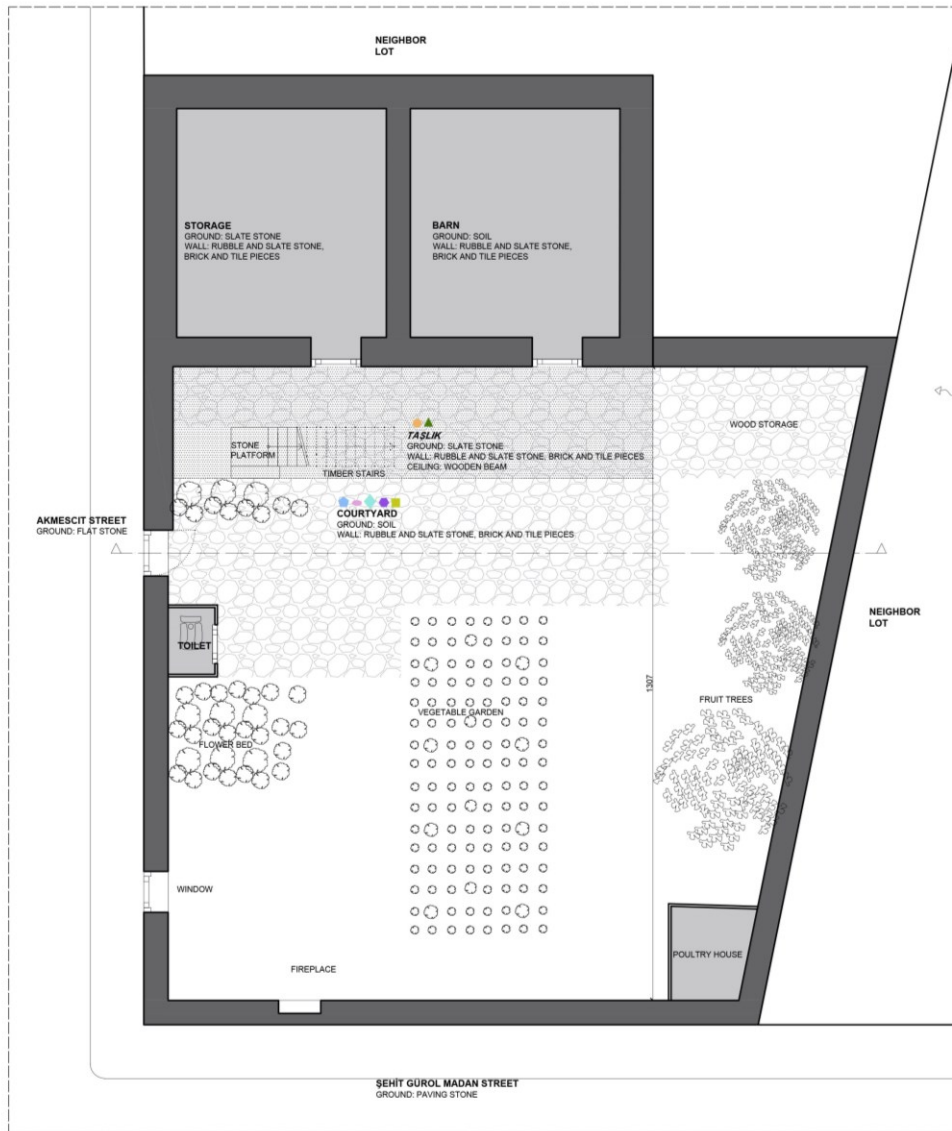 NEIGHBOR
LOT
STORAGE
GROUND: SLATE STONE
WALL: RUBBLE AND SLATE STONE,
BRICK AND TILE PIECES
BARN
GROUND: SOIL
WALL: RUBBLE AND SLATE STONE,
BRICK AND TILE PIECES
WOOD STORAGE
STONE
PLATFORM
TIMBER STAIRS
TAŞLIK
GROUND: SLATE STONE
WALL: RUBBLE AND SLATE STONE, BRICK AND TILE PIECES
CEILING: WOODEN BEAM
COURTYARD
GROUND: SOIL
WALL: RUBBLE AND SLATE STONE, BRICK AND TILE PIECES
AKMESCIT STREET
GROUND: FLAT STONE
NEIGHBOR
LOT
TOILET
1307
FRUIT TREES
VEGETABLE GARDEN
FLOWER BED
WINDOW
POULTRY HOUSE
FIREPLACE
ŞEHİT GÜROL MADAN STREET
GROUND: PAVING STONE